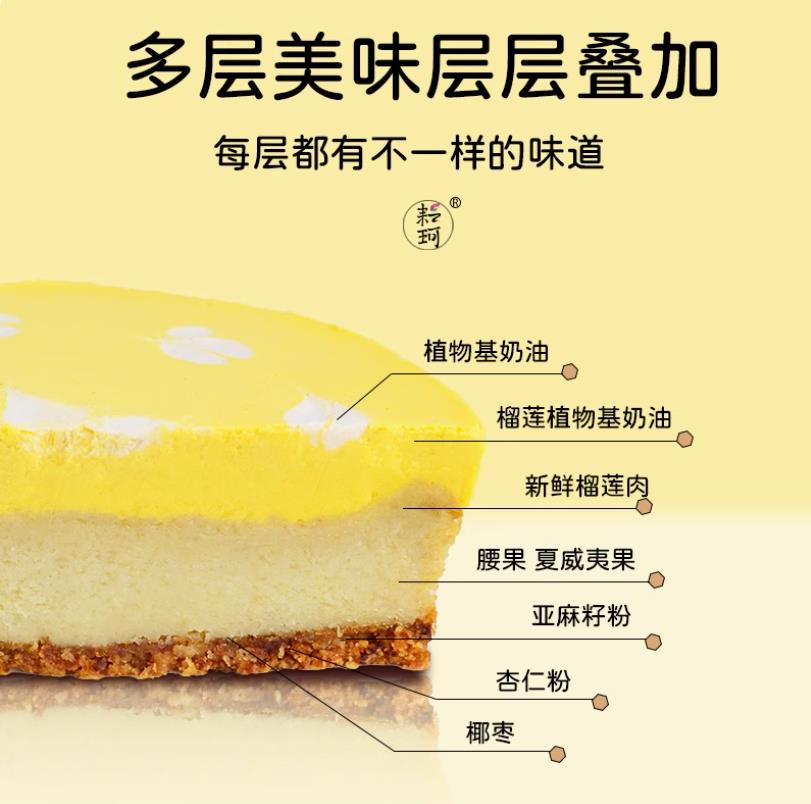 多层美味层层叠加
每层都有不一样的味道
®
珂
植物基奶油
榴莲植物基奶油
新鲜榴莲肉
腰果 夏威夷果
亚麻籽粉
杏仁粉
椰枣